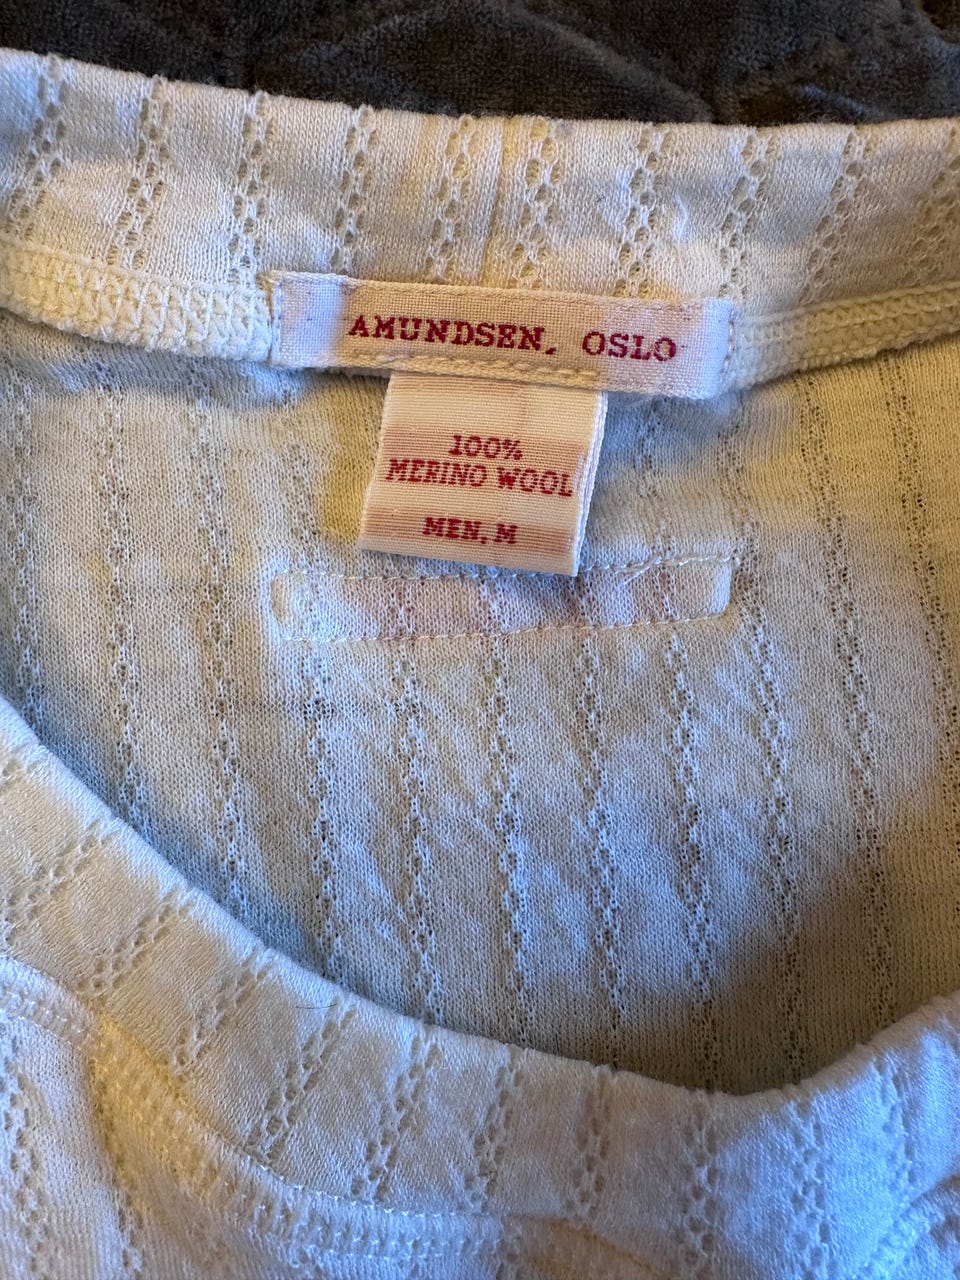 AMUNDSEN. OSLO
100%
MERINO WOOL
MEN. M